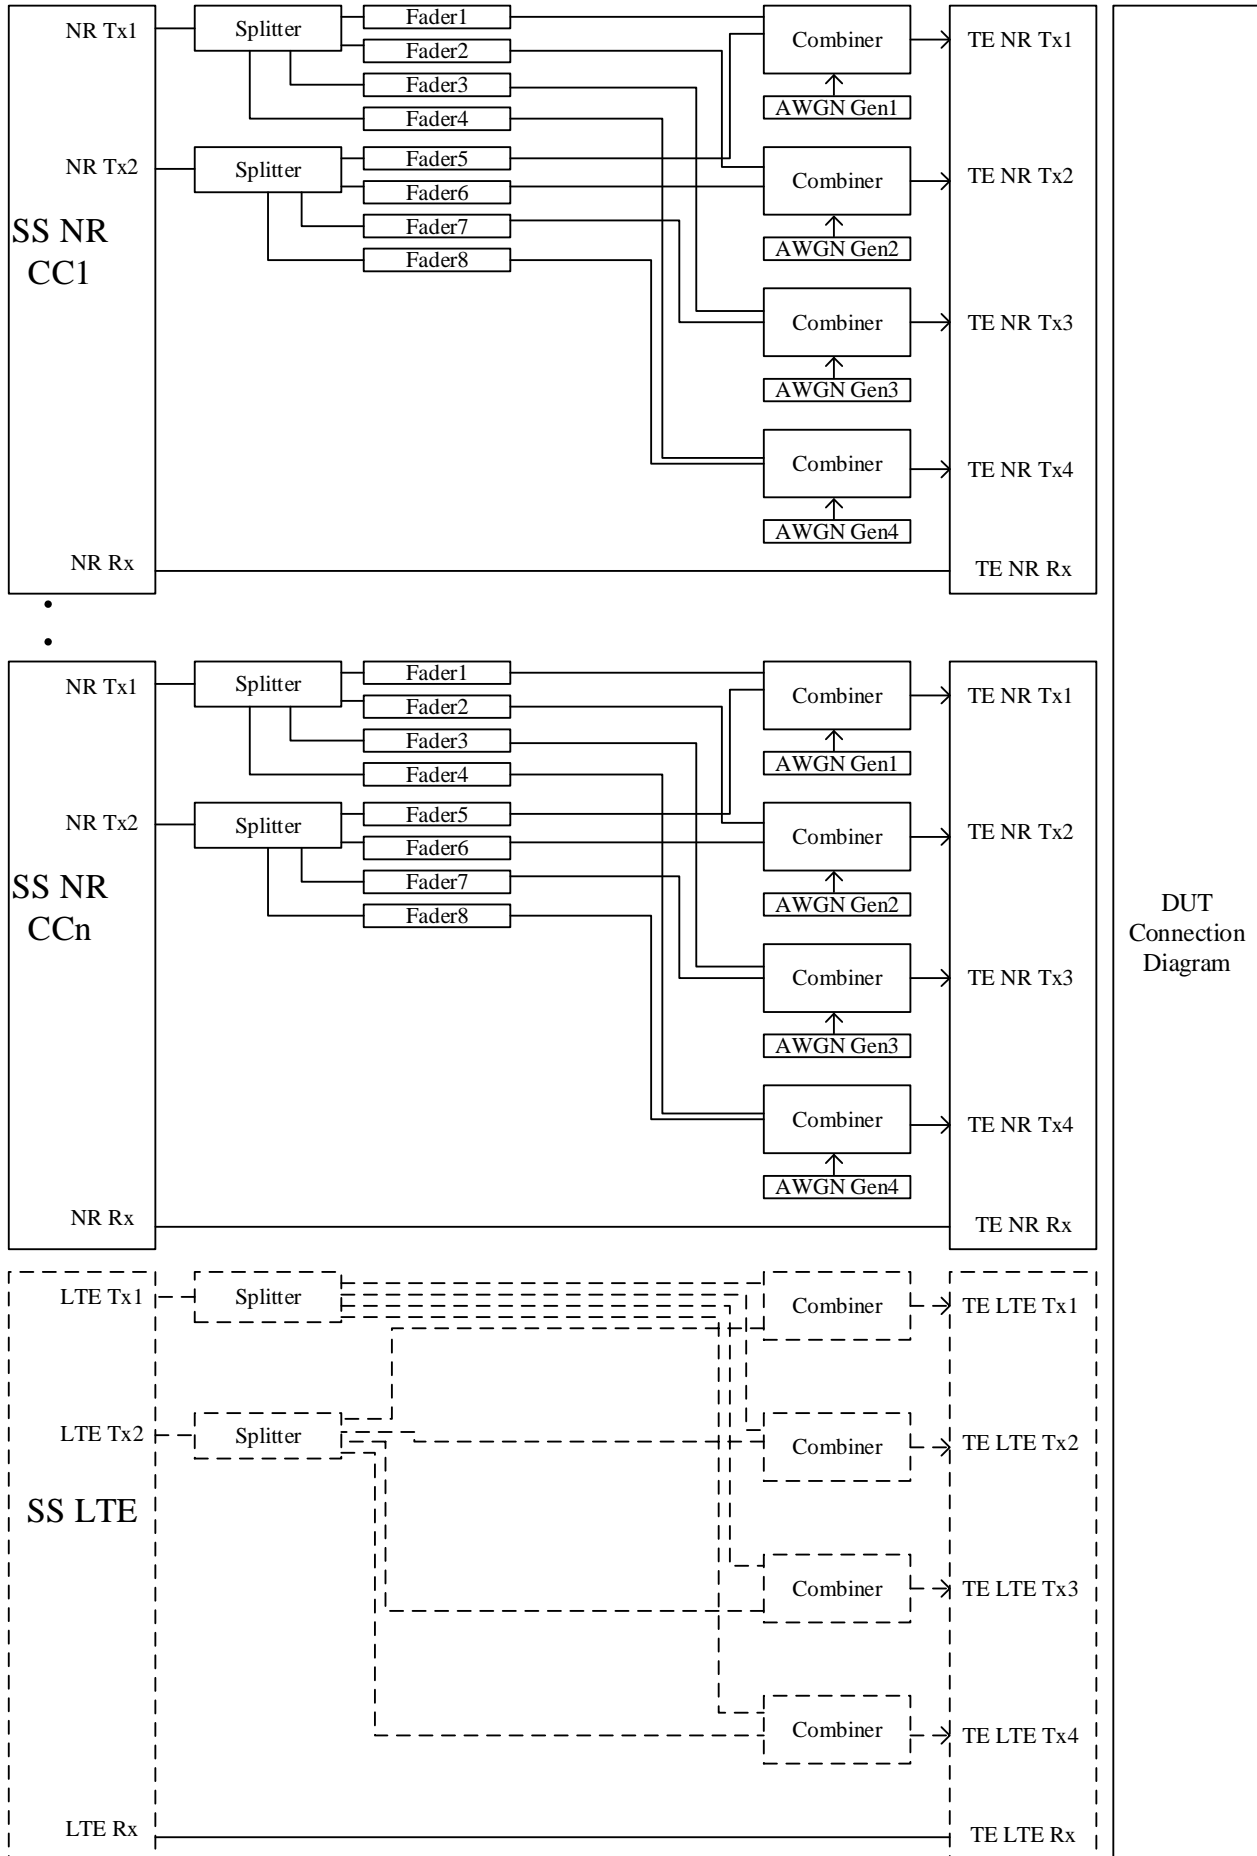 NR Tx1
Splitter
Fader1
Fader2
Fader3
Fader4
Combiner
AWGN Gen1
TE NR Tx1
NR Tx2
Splitter
Fader5
Fader6
Fader7
Fader8
Combiner
AWGN Gen2
TE NR Tx2
SS NR
CC1
Combiner
AWGN Gen3
TE NR Tx3
Combiner
AWGN Gen4
TE NR Tx4
NR Rx
TE NR Rx
NR Tx1
Splitter
Fader1
Fader2
Fader3
Fader4
Combiner
AWGN Gen1
TE NR Tx1
NR Tx2
Splitter
Fader5
Fader6
Fader7
Fader8
Combiner
AWGN Gen2
TE NR Tx2
SS NR
CCn
Combiner
AWGN Gen3
TE NR Tx3
Combiner
AWGN Gen4
TE NR Tx4
NR Rx
TE NR Rx
DUT
Connection
Diagram
LTE Tx1
Splitter
Combiner
TE LTE Tx1
LTE Tx2
Splitter
Combiner
TE LTE Tx2
SS LTE
Combiner
TE LTE Tx3
Combiner
TE LTE Tx4
LTE Rx
TE LTE Rx